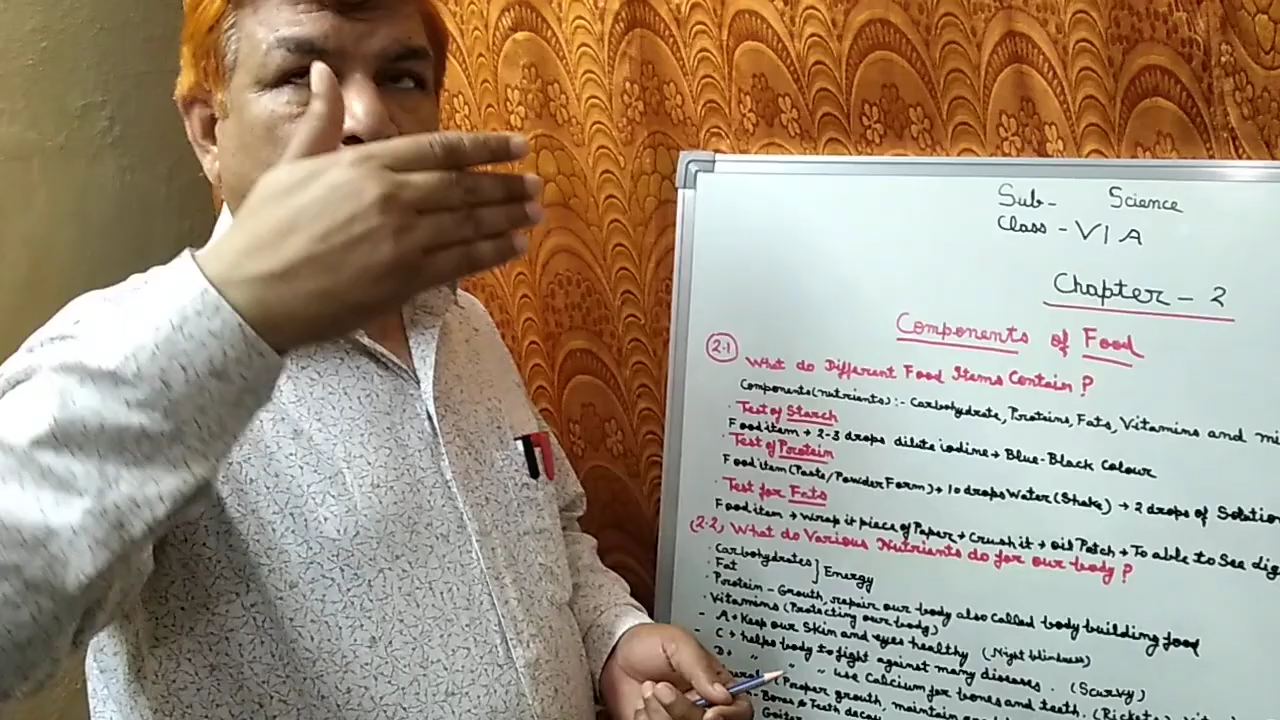 Sub- Science
Class - VI A
Chapter - 2
Components of Food
2.1 What do Different Food Items Contain?
Components (nutrients) :- Carbohydrate, Proteins, Fats, Vitamins and mi
· Test of Starch
Food item + 2-3 drops dilute iodine → Blue-Black Colour
· Test of Protein
Food item (Paste/Powder Form) + 10 drops Water (Shake) → 2 drops of Solution
· Test for Fats
Food item → Wrap it piece of Paper → Crush it → oil Patch → To able to See
(2.2) What do Various Nutrients do for our body?
· Carbohydrates
· Fat ] Energy
· Protein - Growth, repair our body also called body building food
· Vitamins (Protecting our body)
- A → Keep our Skin and eyes healthy (Night blindness)
- C → helps body to fight against many diseases. (Scurvy)
D → " " " use Calcium for bones and teeth. (Rickets)
(Proper growth, maintain
- Bones & Teeth decay
Goiter